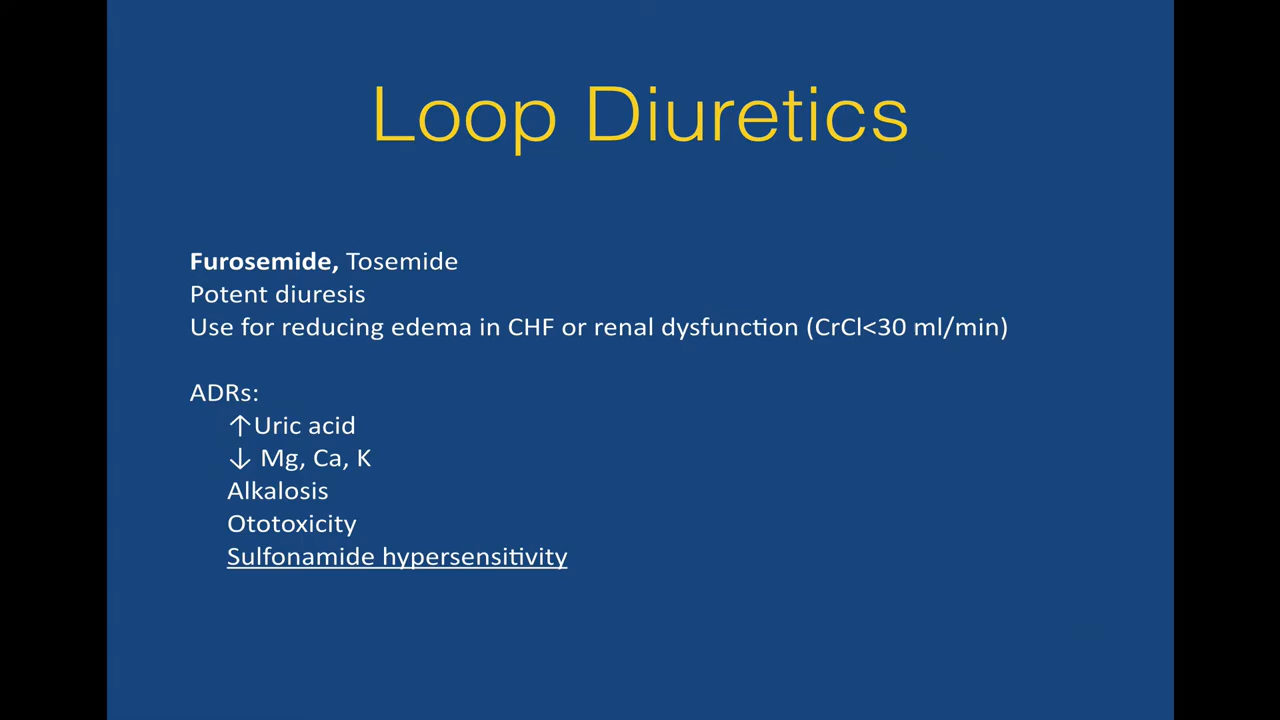 Loop Diuretics
Furosemide, Tosemide
Potent diuresis
Use for reducing edema in CHF or renal dysfunction (CrCl<30 ml/min)
ADRs:
↑Uric acid
↓ Mg, Ca, K
Alkalosis
Ototoxicity
Sulfonamide hypersensitivity